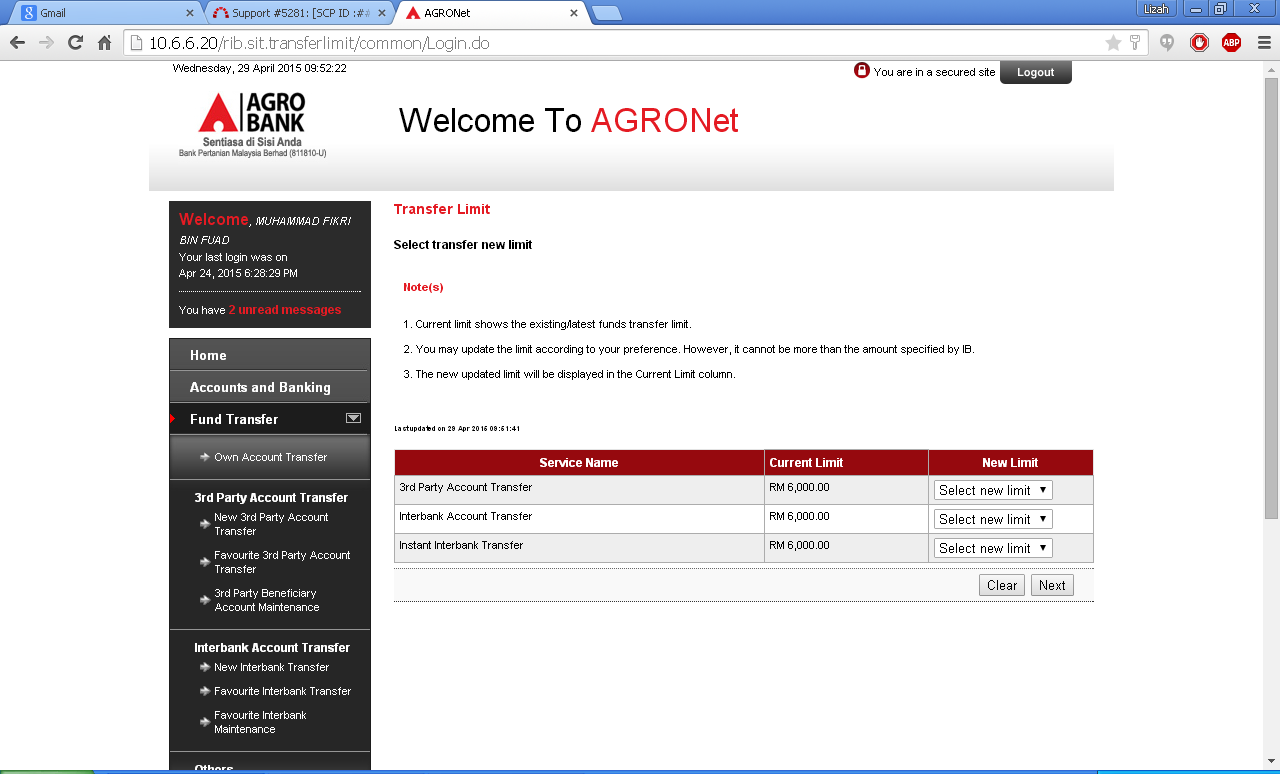 Gmail
Support #5281: [SCP ID :##
AGRONet
Lizah
10.6.6.20/rib.sit.transferlimit/common/Login.do
ABP
Wednesday, 29 April 2015 09:52:22
You are in a secured site
Logout
AGRO
BANK
Sentiasa di Sisi Anda
Bank Pertanian Malaysia Berhad (811810-U)
Welcome To AGRONet
Welcome, MUHAMMAD FIKRI
BIN FUAD
Your last login was on
Apr 24, 2015 6:28:29 PM
You have 2 unread messages
Home
Accounts and Banking
Fund Transfer
Own Account Transfer
3rd Party Account Transfer
New 3rd Party Account
Transfer
Favourite 3rd Party Account
Transfer
3rd Party Beneficiary
Account Maintenance
Interbank Account Transfer
New Interbank Transfer
Favourite Interbank Transfer
Favourite Interbank
Maintenance
Others
Transfer Limit
Select transfer new limit
Note(s)
1. Current limit shows the existing/latest funds transfer limit.
2. You may update the limit according to your preference. However, it cannot be more than the amount specified by IB.
3. The new updated limit will be displayed in the Current Limit column.
Last updated on 29 Apr 2015 09:51:41
Service Name Current Limit New Limit
3rd Party Account Transfer RM 6,000.00 Select new limit
Interbank Account Transfer RM 6,000.00 Select new limit
Instant Interbank Transfer RM 6,000.00 Select new limit
Clear Next